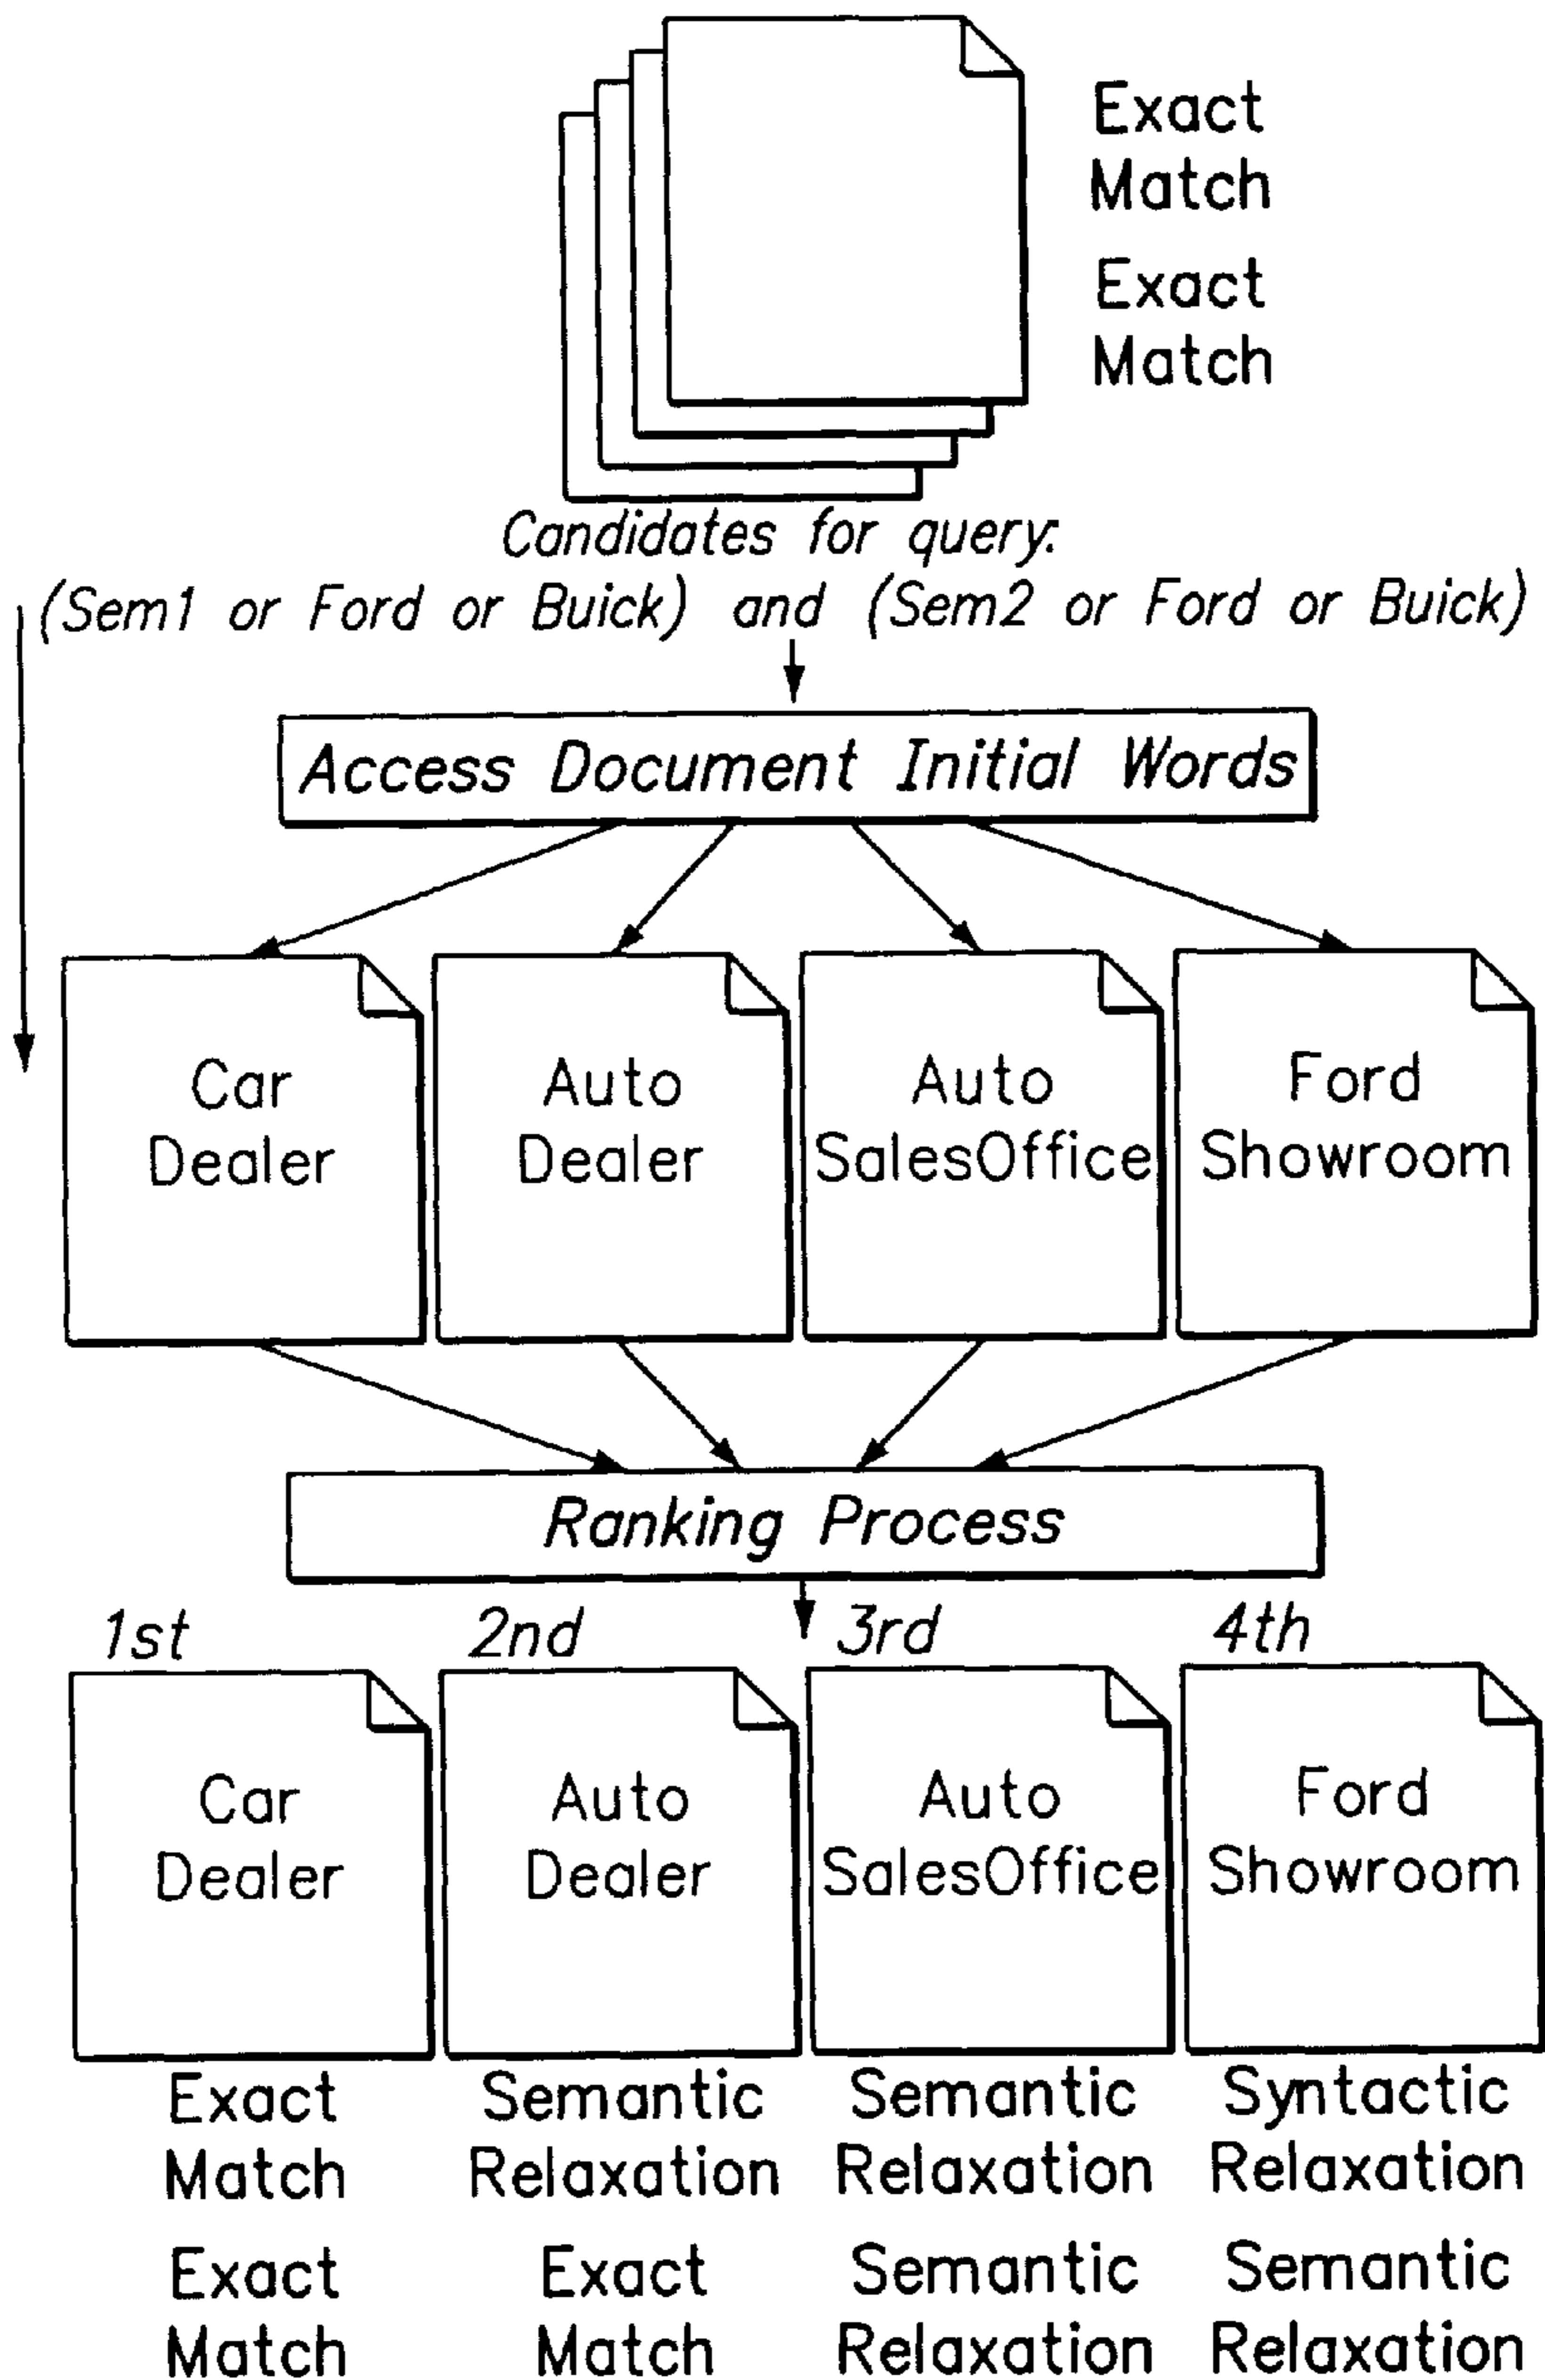 Exact
Match
Exact
Match
Candidates for query:
(Sem1 or Ford or Buick) and (Sem2 or Ford or Buick)
Access Document Initial Words
Car
Dealer
Auto
Dealer
Auto
SalesOffice
Ford
Showroom
Ranking Process
1st
2nd
3rd
4th
Car
Dealer
Auto
Dealer
Auto
SalesOffice
Ford
Showroom
Exact
Match
Semantic
Relaxation
Semantic
Relaxation
Syntactic
Relaxation
Exact
Match
Exact
Match
Semantic
Relaxation
Semantic
Relaxation